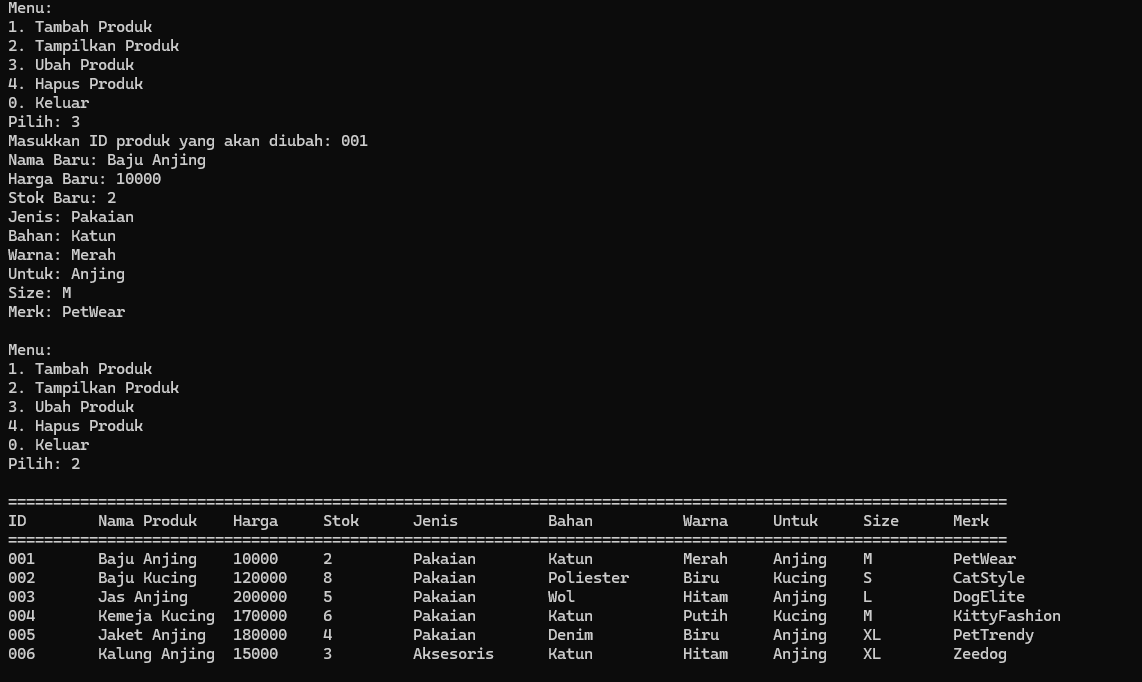 Menu:
1. Tambah Produk
2. Tampilkan Produk
3. Ubah Produk
4. Hapus Produk
0. Keluar
Pilih: 3
Masukkan ID produk yang akan diubah: 001
Nama Baru: Baju Anjing
Harga Baru: 10000
Stok Baru: 2
Jenis: Pakaian
Bahan: Katun
Warna: Merah
Untuk: Anjing
Size: M
Merk: PetWear

Menu:
1. Tambah Produk
2. Tampilkan Produk
3. Ubah Produk
4. Hapus Produk
0. Keluar
Pilih: 2

===============================================================================================================
ID        Nama Produk    Harga     Stok      Jenis          Bahan          Warna     Untuk     Size      Merk
===============================================================================================================
001       Baju Anjing    10000     2         Pakaian        Katun          Merah     Anjing    M         PetWear
002       Baju Kucing    120000    8         Pakaian        Poliester      Biru      Kucing    S         CatStyle
003       Jas Anjing     200000    5         Pakaian        Wol            Hitam     Anjing    L         DogElite
004       Kemeja Kucing  170000    6         Pakaian        Katun          Putih     Kucing    M         KittyFashion
005       Jaket Anjing   180000    4         Pakaian        Denim          Biru      Anjing    XL        PetTrendy
006       Kalung Anjing  15000     3         Aksesoris      Katun          Hitam     Anjing    XL        Zeedog